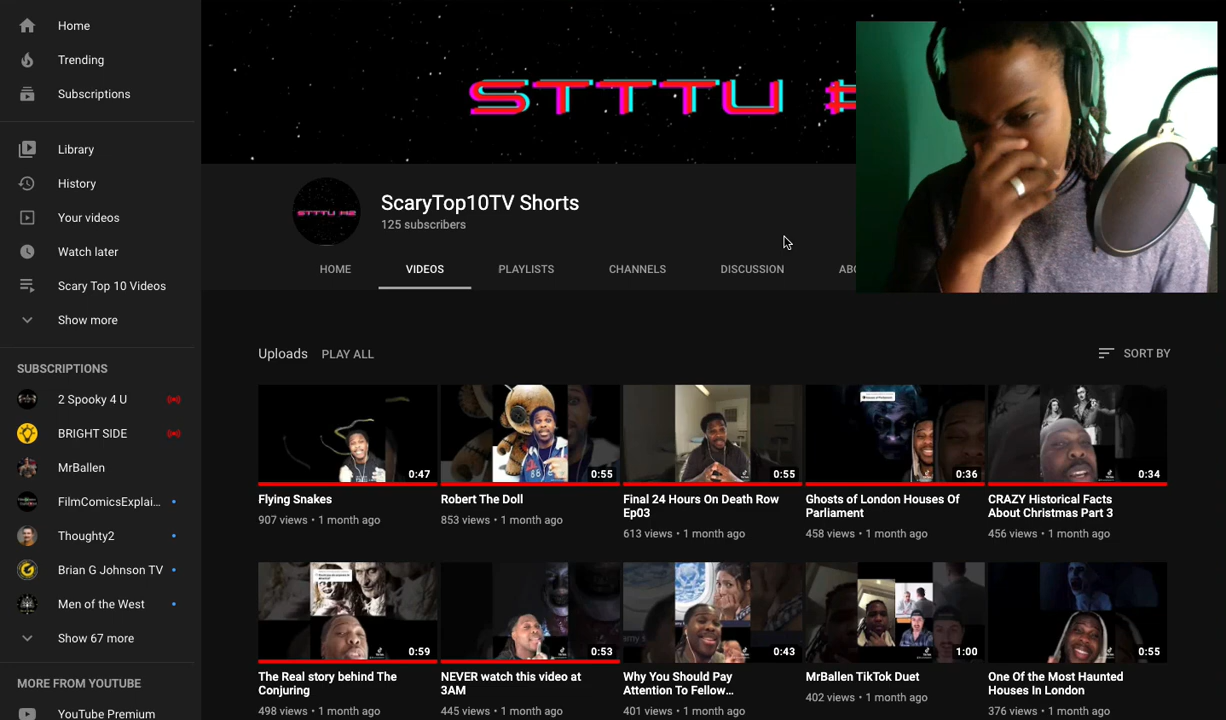 Home
Trending
Subscriptions
Library
History
Your videos
Watch later
Scary Top 10 Videos
Show more
SUBSCRIPTIONS
2 Spooky 4 U
BRIGHT SIDE
MrBallen
FilmComicsExplai...
Thoughty2
Brian G Johnson TV
Men of the West
Show 67 more
MORE FROM YOUTUBE
YouTube Premium
STTTU
STTTU #2
ScaryTop10TV Shorts
125 subscribers
HOME VIDEOS PLAYLISTS CHANNELS DISCUSSION ABO
Uploads PLAY ALL SORT BY
0:47 0:55 0:55 0:36 0:34
Flying Snakes
907 views • 1 month ago
Robert The Doll
853 views • 1 month ago
Final 24 Hours On Death Row
Ep03
613 views • 1 month ago
Ghosts of London Houses Of
Parliament
458 views • 1 month ago
CRAZY Historical Facts
About Christmas Part 3
456 views • 1 month ago
0:59 0:53 0:43 1:00 0:55
The Real story behind The
Conjuring
498 views • 1 month ago
NEVER watch this video at
3AM
445 views • 1 month ago
Why You Should Pay
Attention To Fellow...
401 views • 1 month ago
MrBallen TikTok Duet
402 views • 1 month ago
One Of the Most Haunted
Houses In London
376 views • 1 month ago